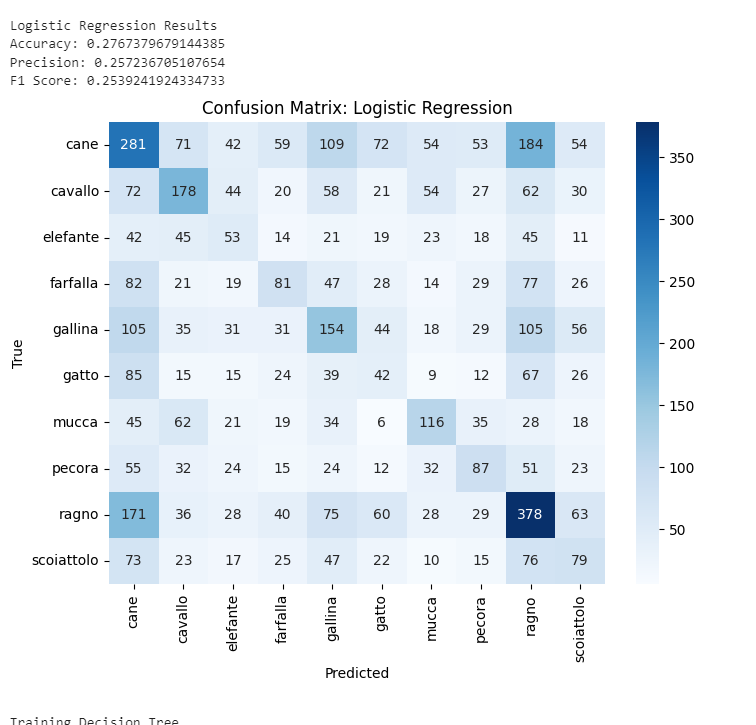 Logistic Regression Results
Accuracy: 0.2767379679144385
Precision: 0.257236705107654
F1 Score: 0.2539241924334733
Confusion Matrix: Logistic Regression
cane 281 71 42 59 109 72 54 53 184 54
cavallo 72 178 44 20 58 21 54 27 62 30
elefante 42 45 53 14 21 19 23 18 45 11
farfalla 82 21 19 81 47 28 14 29 77 26
gallina 105 35 31 31 154 44 18 29 105 56
gatto 85 15 15 24 39 42 9 12 67 26
mucca 45 62 21 19 34 6 116 35 28 18
pecora 55 32 24 15 24 12 32 87 51 23
ragno 171 36 28 40 75 60 28 29 378 63
scoiattolo 73 23 17 25 47 22 10 15 76 79
True
cane cavallo elefante farfalla gallina gatto mucca pecora ragno scoiattolo
Predicted
350
300
250
200
150
100
50
Training Decision Tree